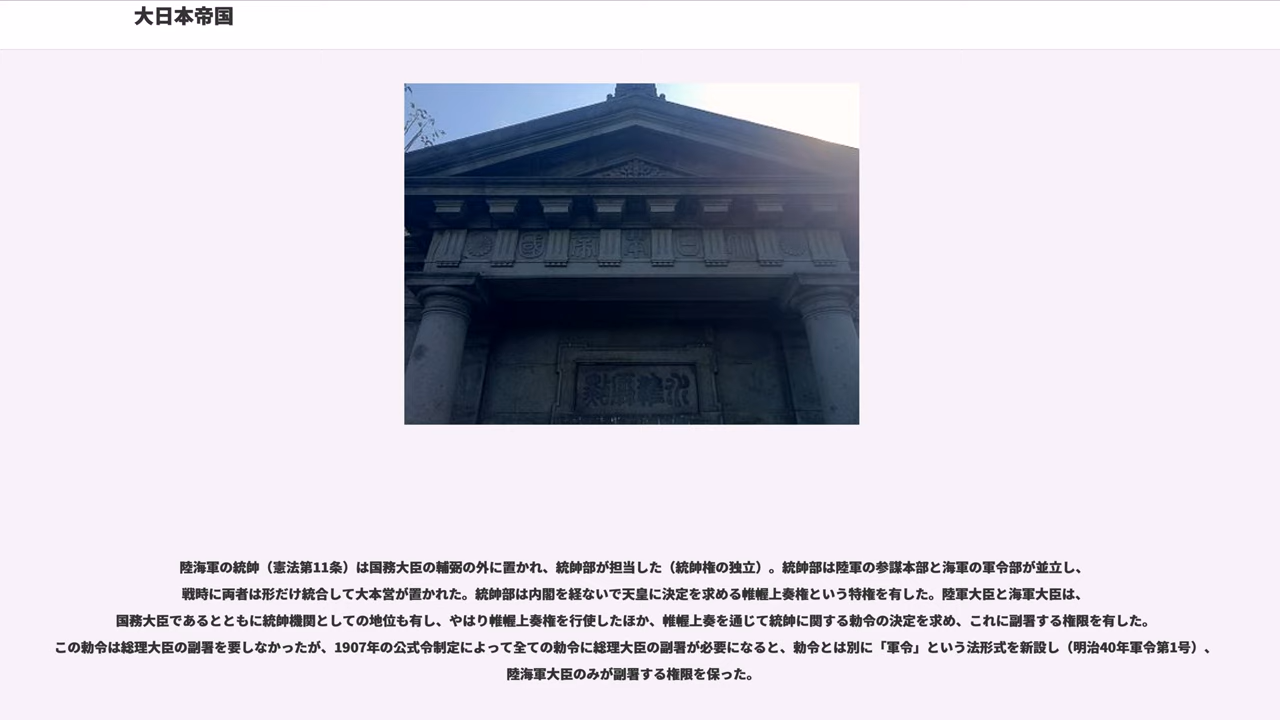 大日本帝国
國帝本日大
陸海軍の統帥（憲法第11条）は国務大臣の輔弼の外に置かれ、統帥部が担当した（統帥権の独立）。統帥部は陸軍の参謀本部と海軍の軍令部が並立し、
戦時に両者は形だけ統合して大本営が置かれた。統帥部は内閣を経ないで天皇に決定を求める帷幄上奏権という特権を有した。陸軍大臣と海軍大臣は、
国務大臣であるとともに統帥機関としての地位も有し、やはり帷幄上奏権を行使したほか、帷幄上奏を通じて統帥に関する勅令の決定を求め、これに副署する権限を有した。
この勅令は総理大臣の副署を要しなかったが、1907年の公式令制定によって全ての勅令に総理大臣の副署が必要になると、勅令とは別に「軍令」という法形式を新設し（明治40年軍令第1号）、
陸海軍大臣のみが副署する権限を保った。